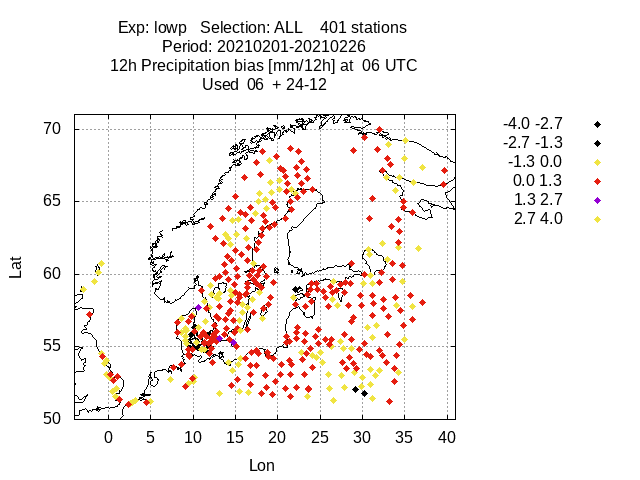 Exp: lowp Selection: ALL 401 stations
Period: 20210201-20210226
12h Precipitation bias [mm/12h] at 06 UTC
Used 06 + 24-12
-4.0 -2.7
-2.7 -1.3
-1.3 0.0
0.0 1.3
1.3 2.7
2.7 4.0
70
65
60
55
50
Lat
0 5 10 15 20 25 30 35 40
Lon